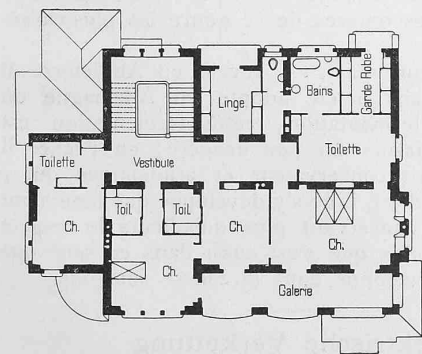 Linge
Bains
Garde Robe
Toilette
Vestibule
Toilette
Toil.
Toil.
Ch.
Ch.
Ch.
Ch.
Galerie